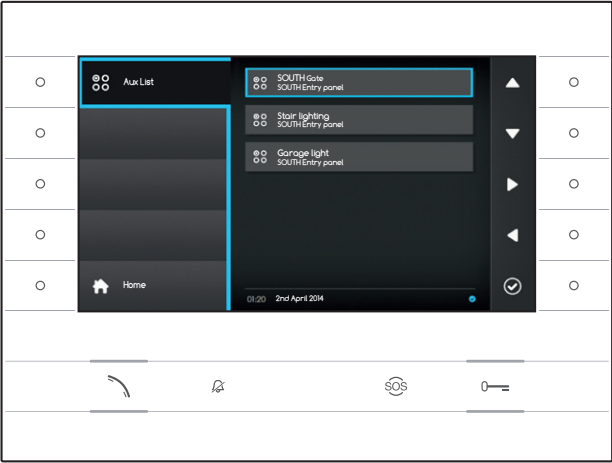 Aux List
SOUTH Gate
SOUTH Entry panel
Stair lighting
SOUTH Entry panel
Garage light
SOUTH Entry panel
Home
01:20 2nd April 2014
SOS